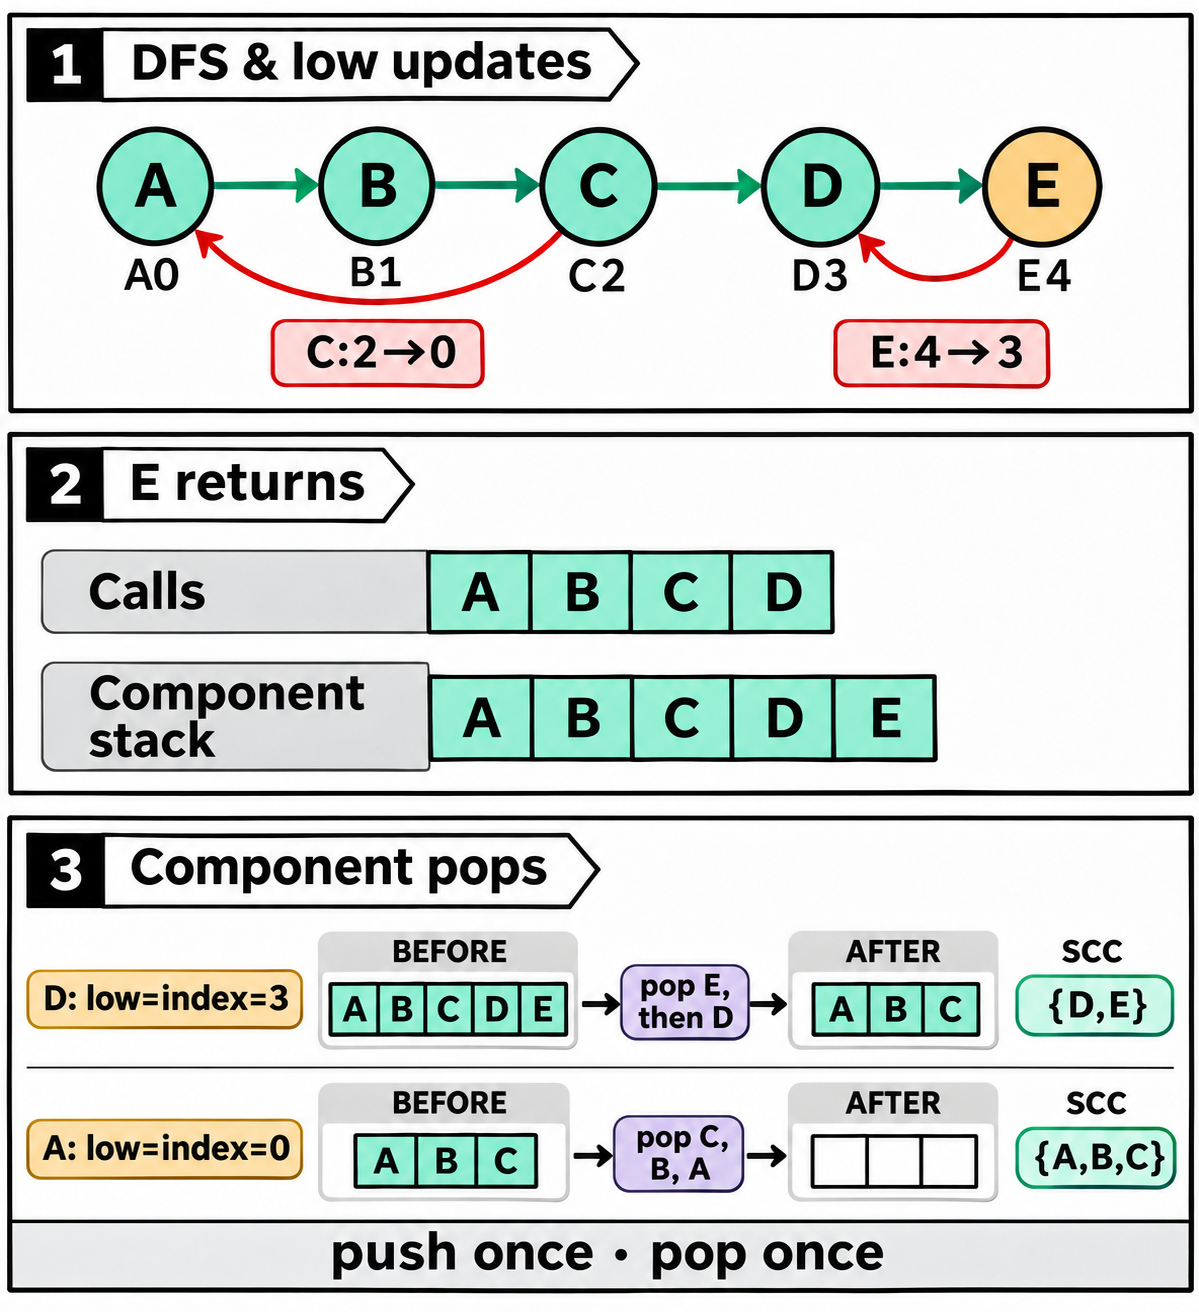 1 DFS & low updates
A B C D E
A0 B1 C2 D3 E4
C:2→0 E:4→3
2 E returns
Calls A B C D
Component
stack
A B C D E
3 Component pops
BEFORE AFTER SCC
D: low=index=3
A B C D E
pop E,
then D
A B C
{D,E}
BEFORE AFTER SCC
A: low=index=0
A B C
pop C,
B, A
{A,B,C}
push once • pop once